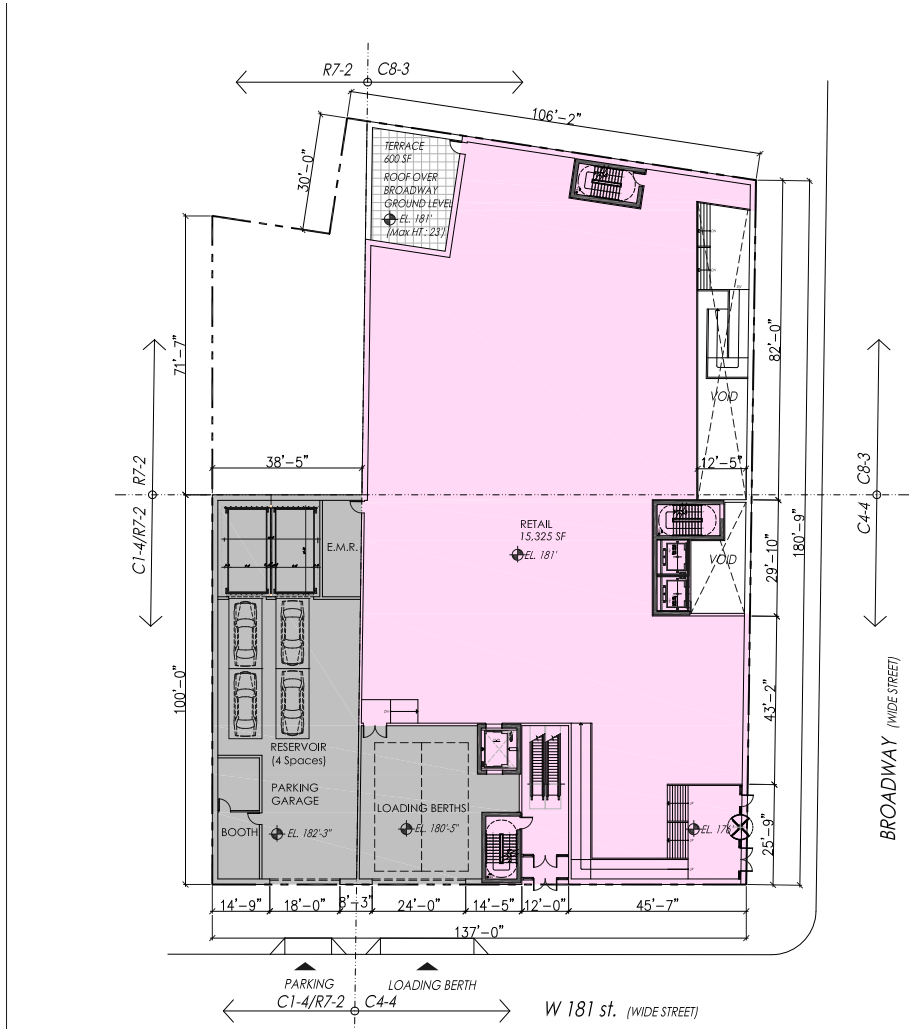 R7-2 C8-3
106'-2"
30'-0"
TERRACE
600 SF
ROOF OVER
BROADWAY
GROUND LEVEL
EL. 181'
(Max HT : 23')
71'-7"
82'-0"
VOID
12'-5"
38'-5"
R7-2
C1-4/R7-2
C8-3
C4-4
180'-9"
E.M.R.
RETAIL
15,325 SF
EL. 181'
VOID
29'-10"
100'-0"
43'-2"
BROADWAY (WIDE STREET)
RESERVOIR
(4 Spaces)
PARKING
GARAGE
LOADING BERTHS
BOOTH
EL. 182'-3"
EL. 180'-5"
EL.
25'-9"
14'-9" 18'-0" 8'-3" 24'-0" 14'-5" 12'-0" 45'-7"
137'-0"
PARKING LOADING BERTH
C1-4/R7-2 C4-4
W 181 st. (WIDE STREET)